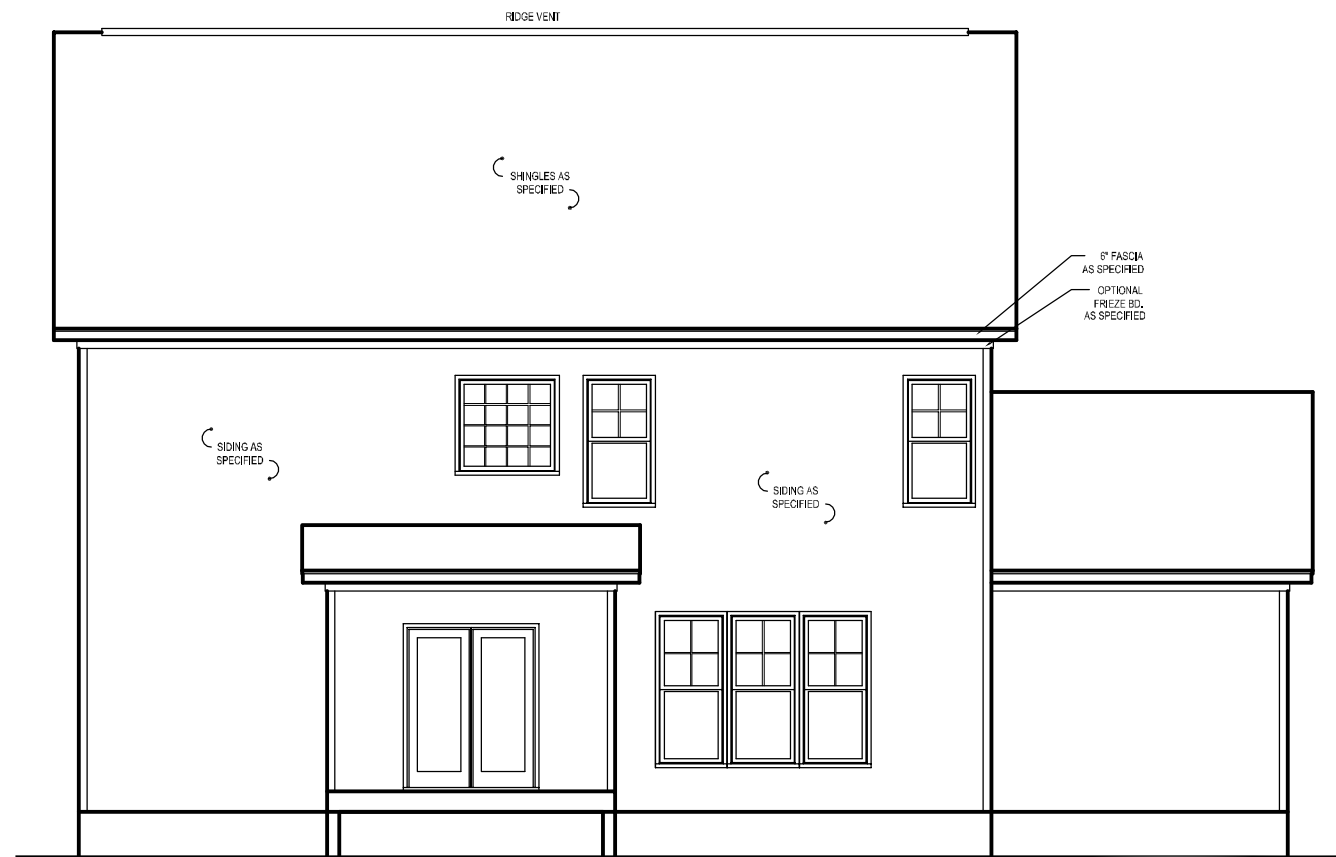 RIDGE VENT
SHINGLES AS
SPECIFIED
6" FASCIA
AS SPECIFIED
OPTIONAL
FRIEZE BD.
AS SPECIFIED
SIDING AS
SPECIFIED
SIDING AS
SPECIFIED